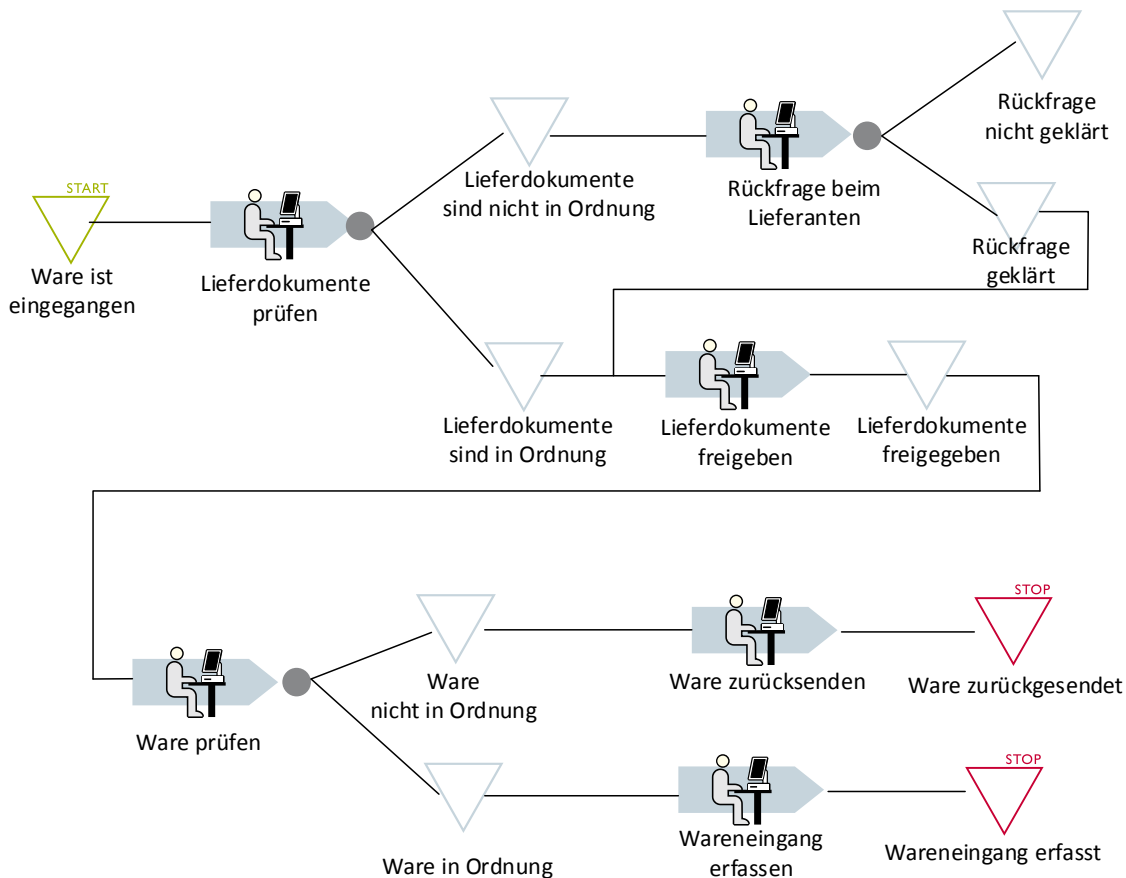 Rückfrage
nicht geklärt
Lieferdokumente
sind nicht in Ordnung
Rückfrage beim
Lieferanten
START
Ware ist
eingegangen
Lieferdokumente
prüfen
Rückfrage
geklärt
Lieferdokumente
sind in Ordnung
Lieferdokumente
freigeben
Lieferdokumente
freigegeben
STOP
Ware
nicht in Ordnung
Ware zurücksenden
Ware zurückgesendet
Ware prüfen
STOP
Ware in Ordnung
Wareneingang
erfassen
Wareneingang erfasst